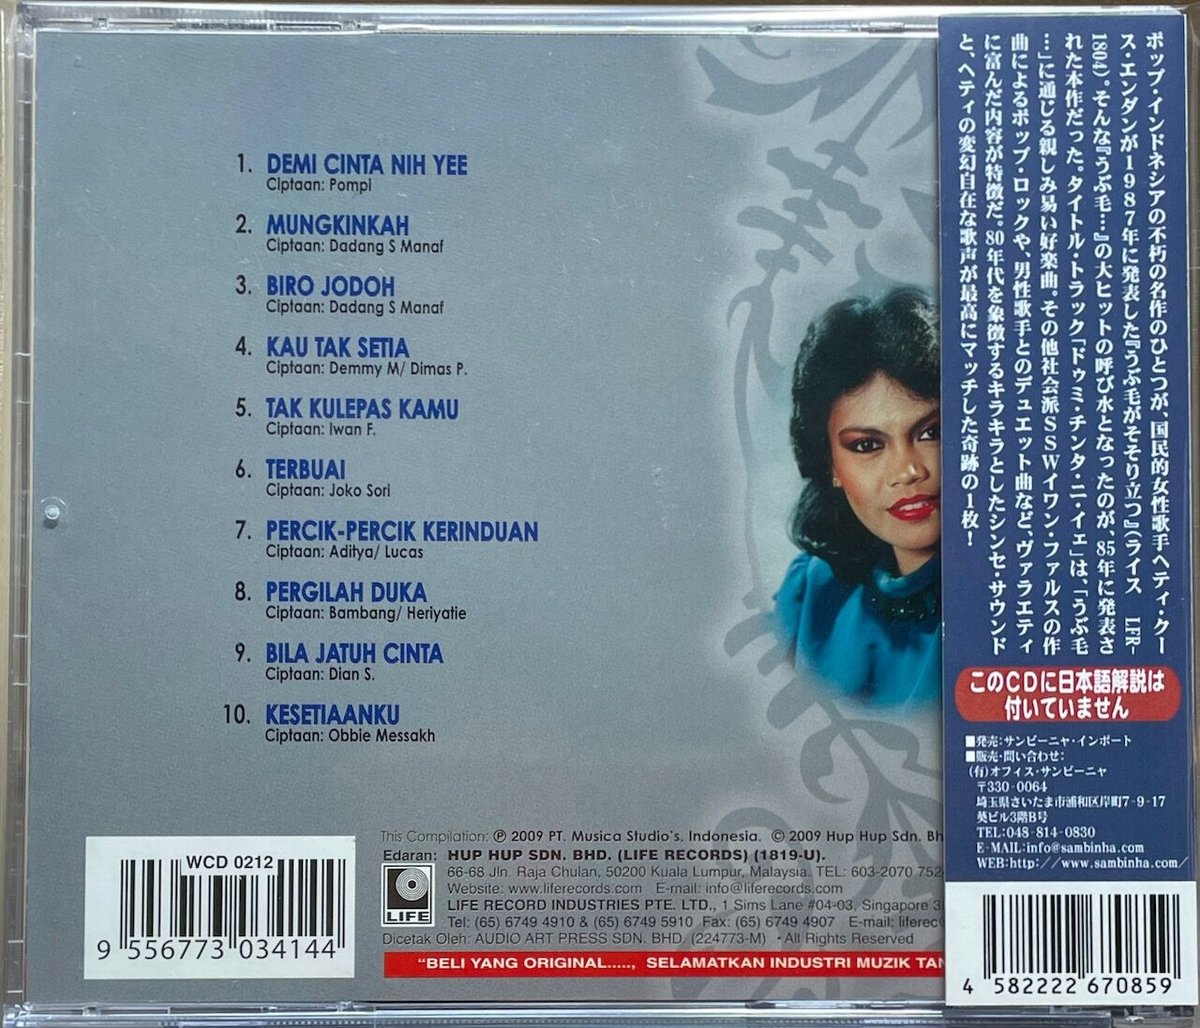 1. DEMI CINTA NIH YEE
Ciptaan: Pompi
2. MUNGKINKAH
Ciptaan: Dadang S Manaf
3. BIRO JODOH
Ciptaan: Dadang S Manaf
4. KAU TAK SETIA
Ciptaan: Demmy M/ Dimas P.
5. TAK KULEPAS KAMU
Ciptaan: Iwan F.
6. TERBUAI
Ciptaan: Joko Sori
7. PERCIK-PERCIK KERINDUAN
Ciptaan: Aditya/ Lucas
8. PERGILAH DUKA
Ciptaan: Bambang/ Heriyatie
9. BILA JATUH CINTA
Ciptaan: Dian S.
10. KESETIAANKU
Ciptaan: Obbie Messakh
WCD 0212
9 556773 034144
This Compilation: ℗ 2009 PT. Musica Studio's, Indonesia. © 2009 Hup Hup Sdn. Bh
Edaran: HUP HUP SDN. BHD. (LIFE RECORDS) (1819-U).
66-68 Jln. Raja Chulan, 50200 Kuala Lumpur, Malaysia. TEL: 603-2070 752
Website: www.liferecords.com E-mail: info@liferecords.com
LIFE RECORD INDUSTRIES PTE. LTD., 1 Sims Lane #04-03, Singapore 3
Tel: (65) 6749 4910 & (65) 6749 5910 Fax: (65) 6749 4907 E-mail: liferec
LIFE
Dicetak Oleh: AUDIO ART PRESS SDN. BHD. (224773-M) • All Rights Reserved
"BELI YANG ORIGINAL....., SELAMATKAN INDUSTRI MUZIK TAN
ポップ・インドネシアの不朽の名作のひとつが、国民的女性歌手ヘティ・クー
ス・エンダンが1987年に発表した『うぶ毛がそそり立つ』(ライス LFR-
1804)。そんな『うぶ毛…』の大ヒットの呼び水となったのが、85年に発表さ
れた本作だった。タイトル・トラック「ドゥミ・チンタ・ニ・イェ」は、「うぶ毛
…」に通じる親しみ易い好楽曲。その他社会派SSWイワン・ファルスの作
曲によるポップ・ロックや、男性歌手とのデュエット曲など、ヴァラエティ
に富んだ内容が特徴だ。80年代を象徴するキラキラとしたシンセ・サウンド
と、ヘティの変幻自在な歌声が最高にマッチした奇跡の1枚！
このCDに日本語解説は
付いていません
■発売:サンビーニャ・インポート
■販売・問い合わせ:
(有)オフィス・サンビーニャ
〒330-0064
埼玉県さいたま市浦和区岸町7-9-17
葵ビル3階B号
TEL:048-814-0830
E-MAIL:info@sambinha.com
WEB:http://www.sambinha.com/
4 582222 670859